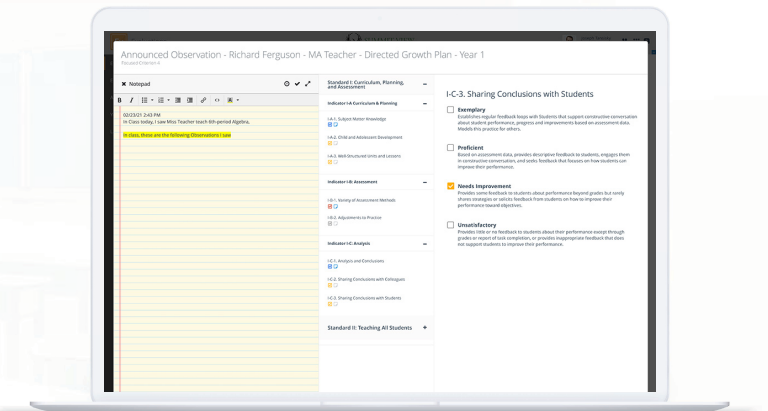 Announced Observation - Richard Ferguson - MA Teacher - Directed Growth Plan - Year 1
Focused Criterion 4
Notepad
B I
02/23/21 2:43 PM
In Class today, I saw Miss Teacher teach 6th-period Algebra,
In class, these are the following Observations I saw
Standard I: Curriculum, Planning,
and Assessment
Indicator I-A Curriculum & Planning
I-A-1. Subject Matter Knowledge
I-A-2. Child and Adolescent Development
I-A-3. Well-Structured Units and Lessons
Indicator I-B: Assessment
I-B-1. Variety of Assessment Methods
I-B-2. Adjustments to Practice
Indicator I-C: Analysis
I-C-1. Analysis and Conclusions
I-C-2. Sharing Conclusions with Colleagues
I-C-3. Sharing Conclusions with Students
Standard II: Teaching All Students
I-C-3. Sharing Conclusions with Students
Exemplary
Establishes regular feedback loops with Students that support constructive conversation
about student performance, progress and improvements based on assessment data.
Models this practice for others.
Proficient
Based on assessment data, provides descriptive feedback to students, engages them
in constructive conversation, and seeks feedback that focuses on how students can
improve their performance.
Needs Improvement
Provides some feedback to students about performance beyond grades but rarely
shares strategies or solicits feedback from students on how to improve their
performance toward objectives.
Unsatisfactory
Provides little or no feedback to students about their performance except through
grades or report of task completion, or provides inappropriate feedback that does
not support students to improve their performance.